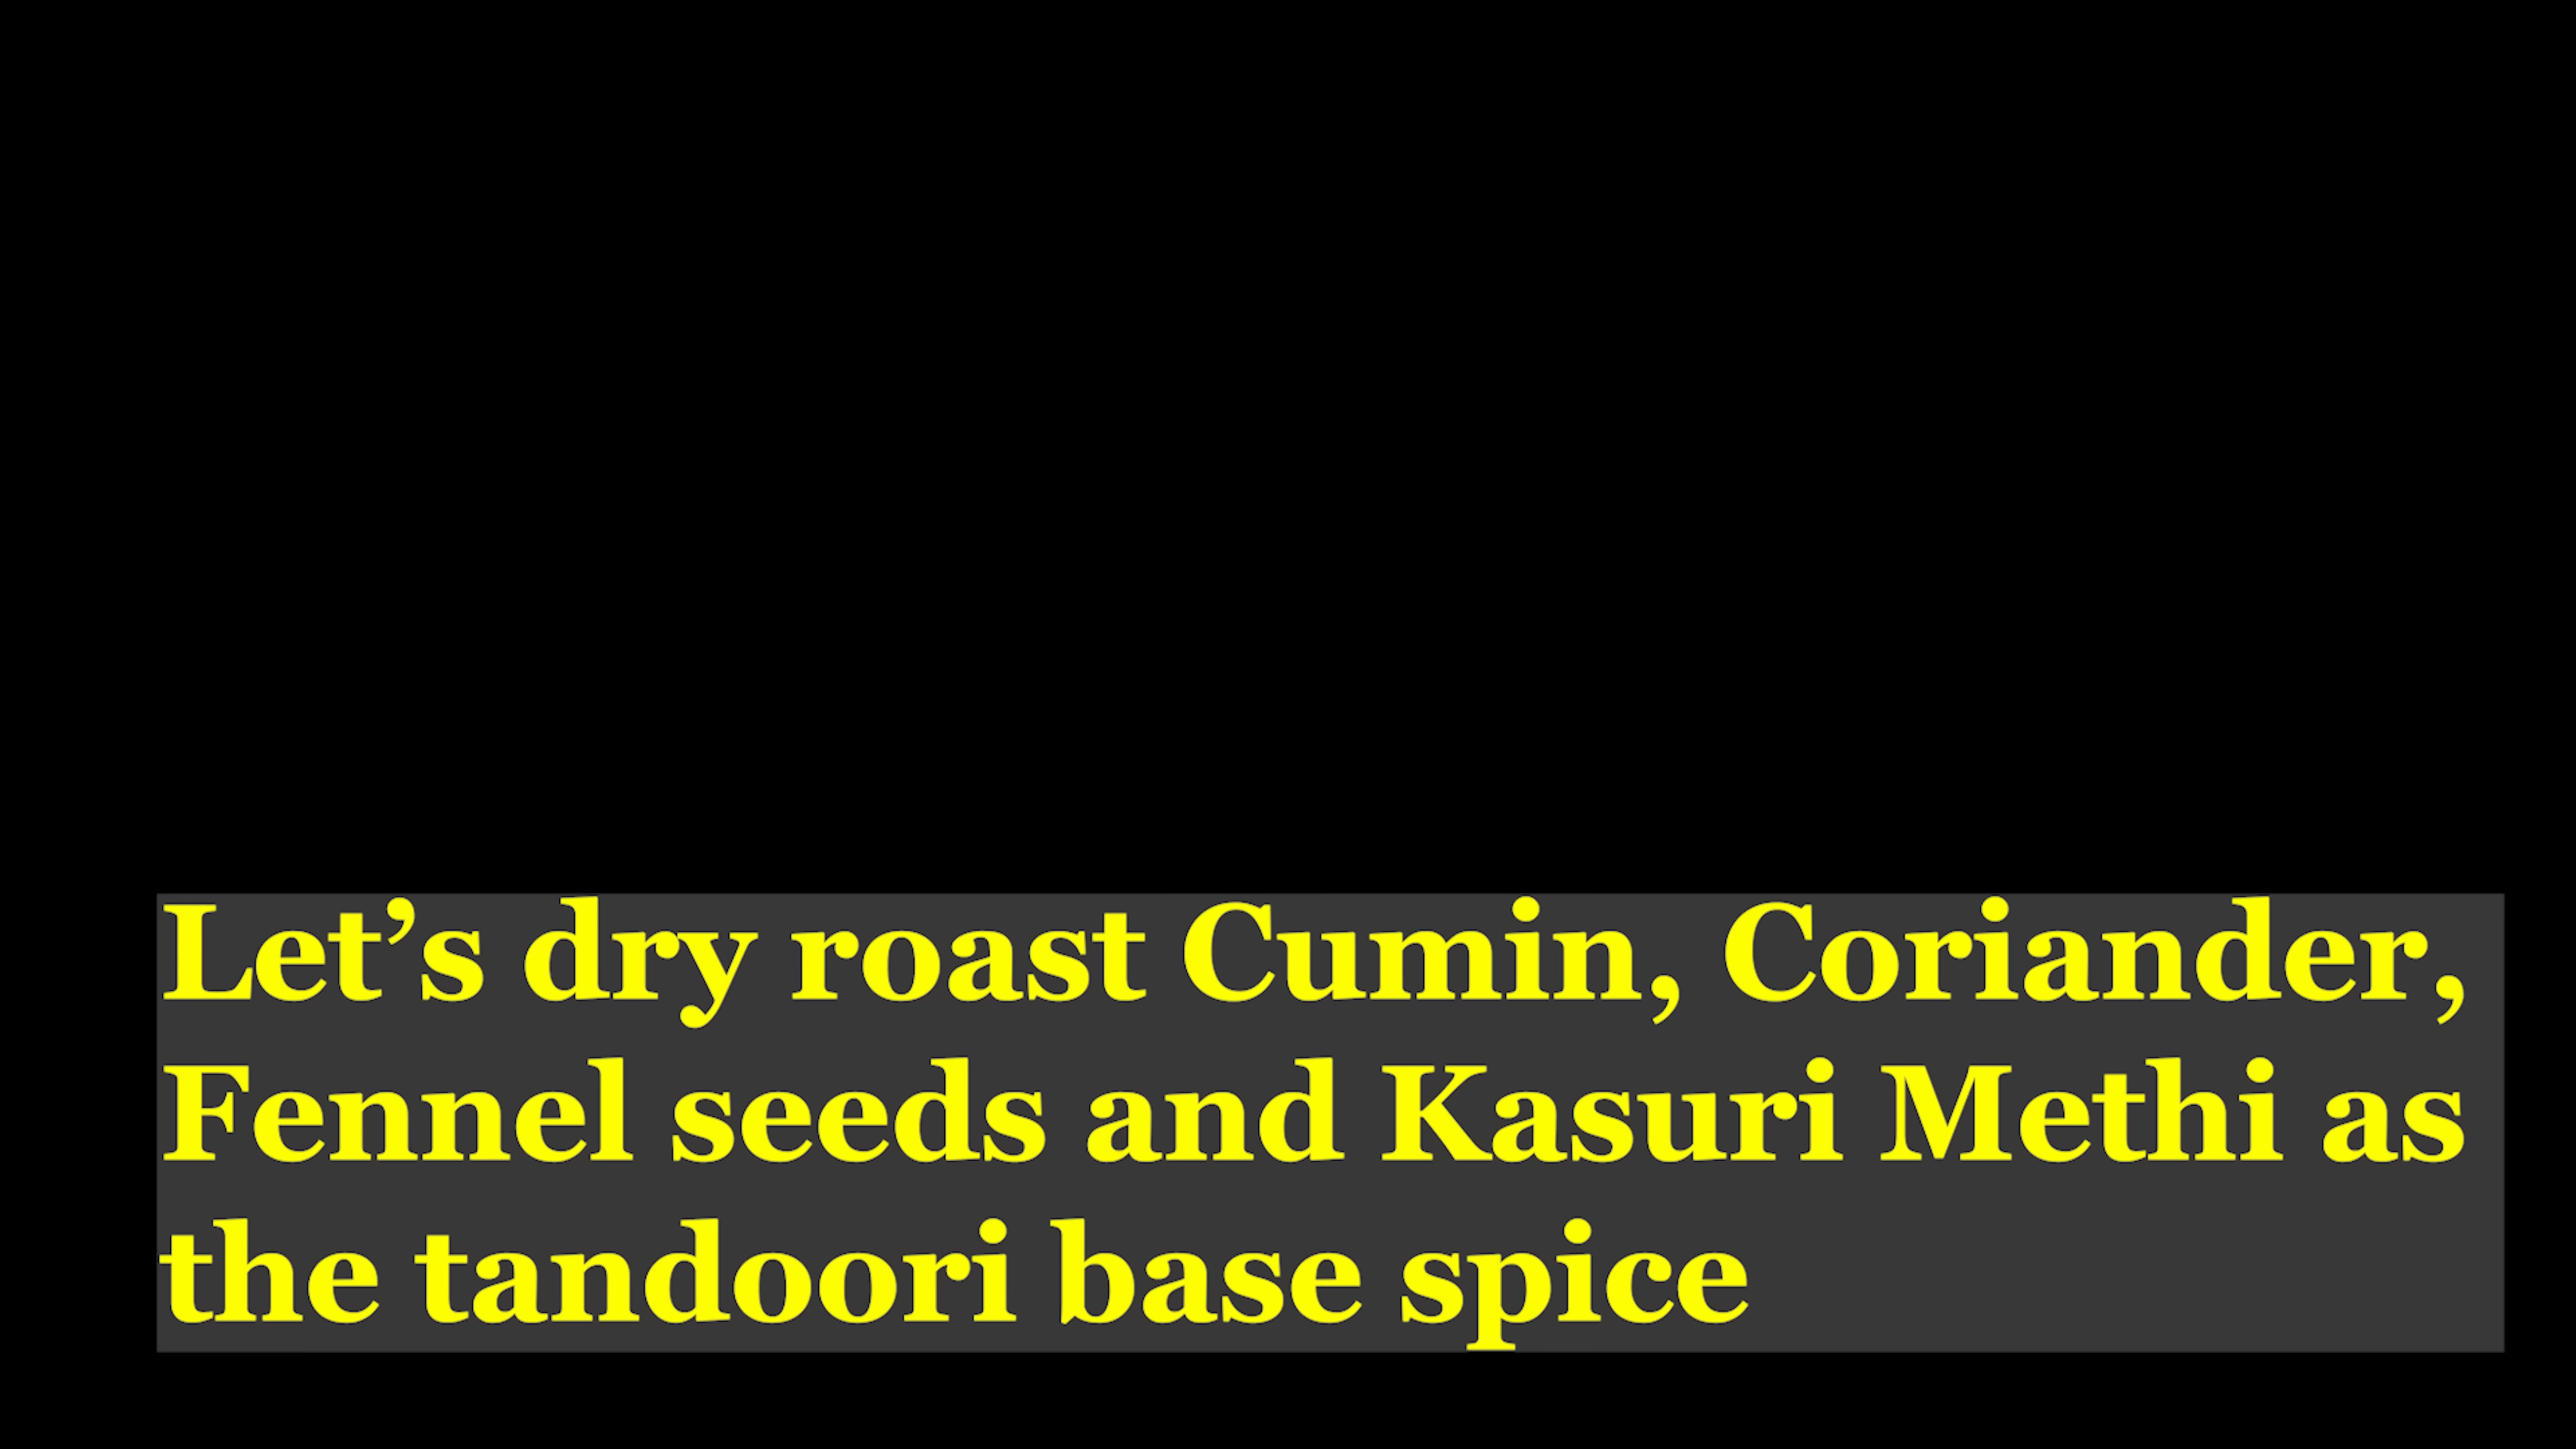 Let’s dry roast Cumin, Coriander,
Fennel seeds and Kasuri Methi as
the tandoori base spice